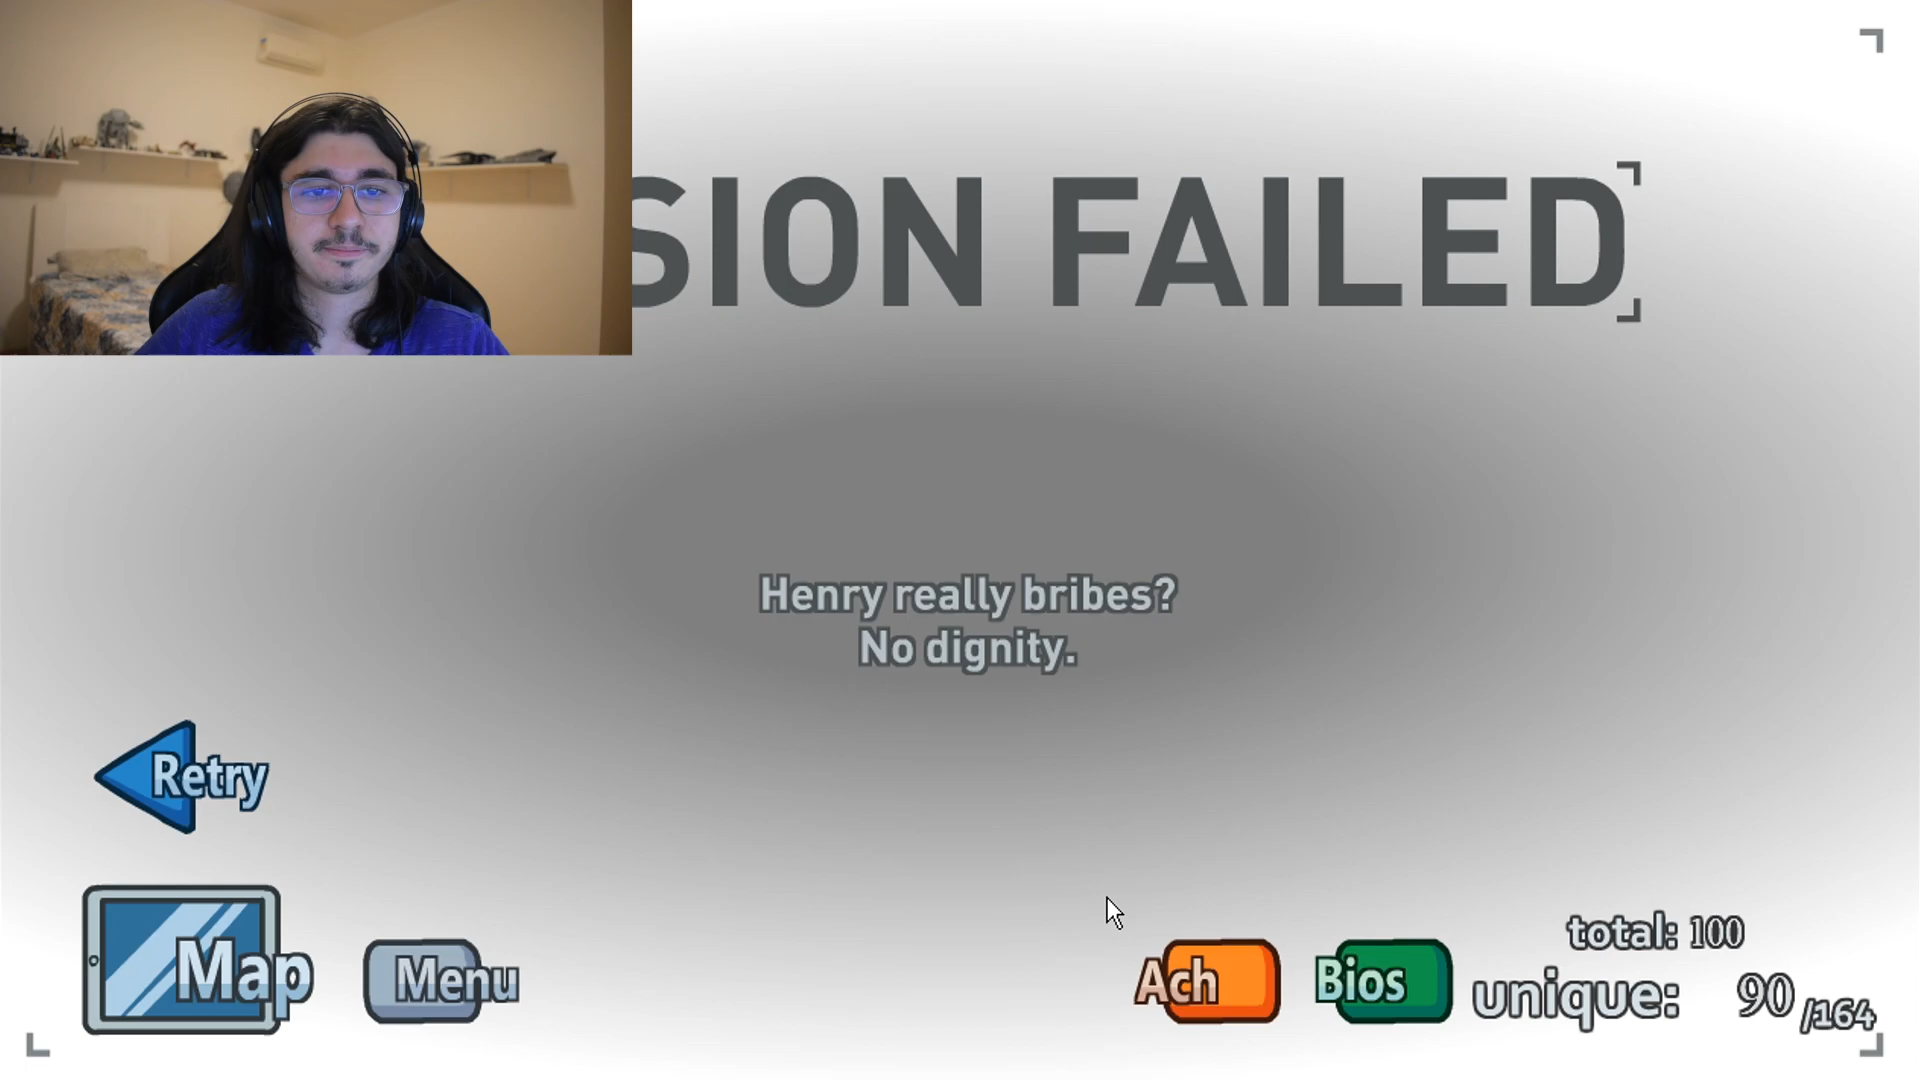 SION FAILED
Henry really bribes?
No dignity.
Retry
Map
Menu
Ach
Bios
total: 100
unique: 90 /164